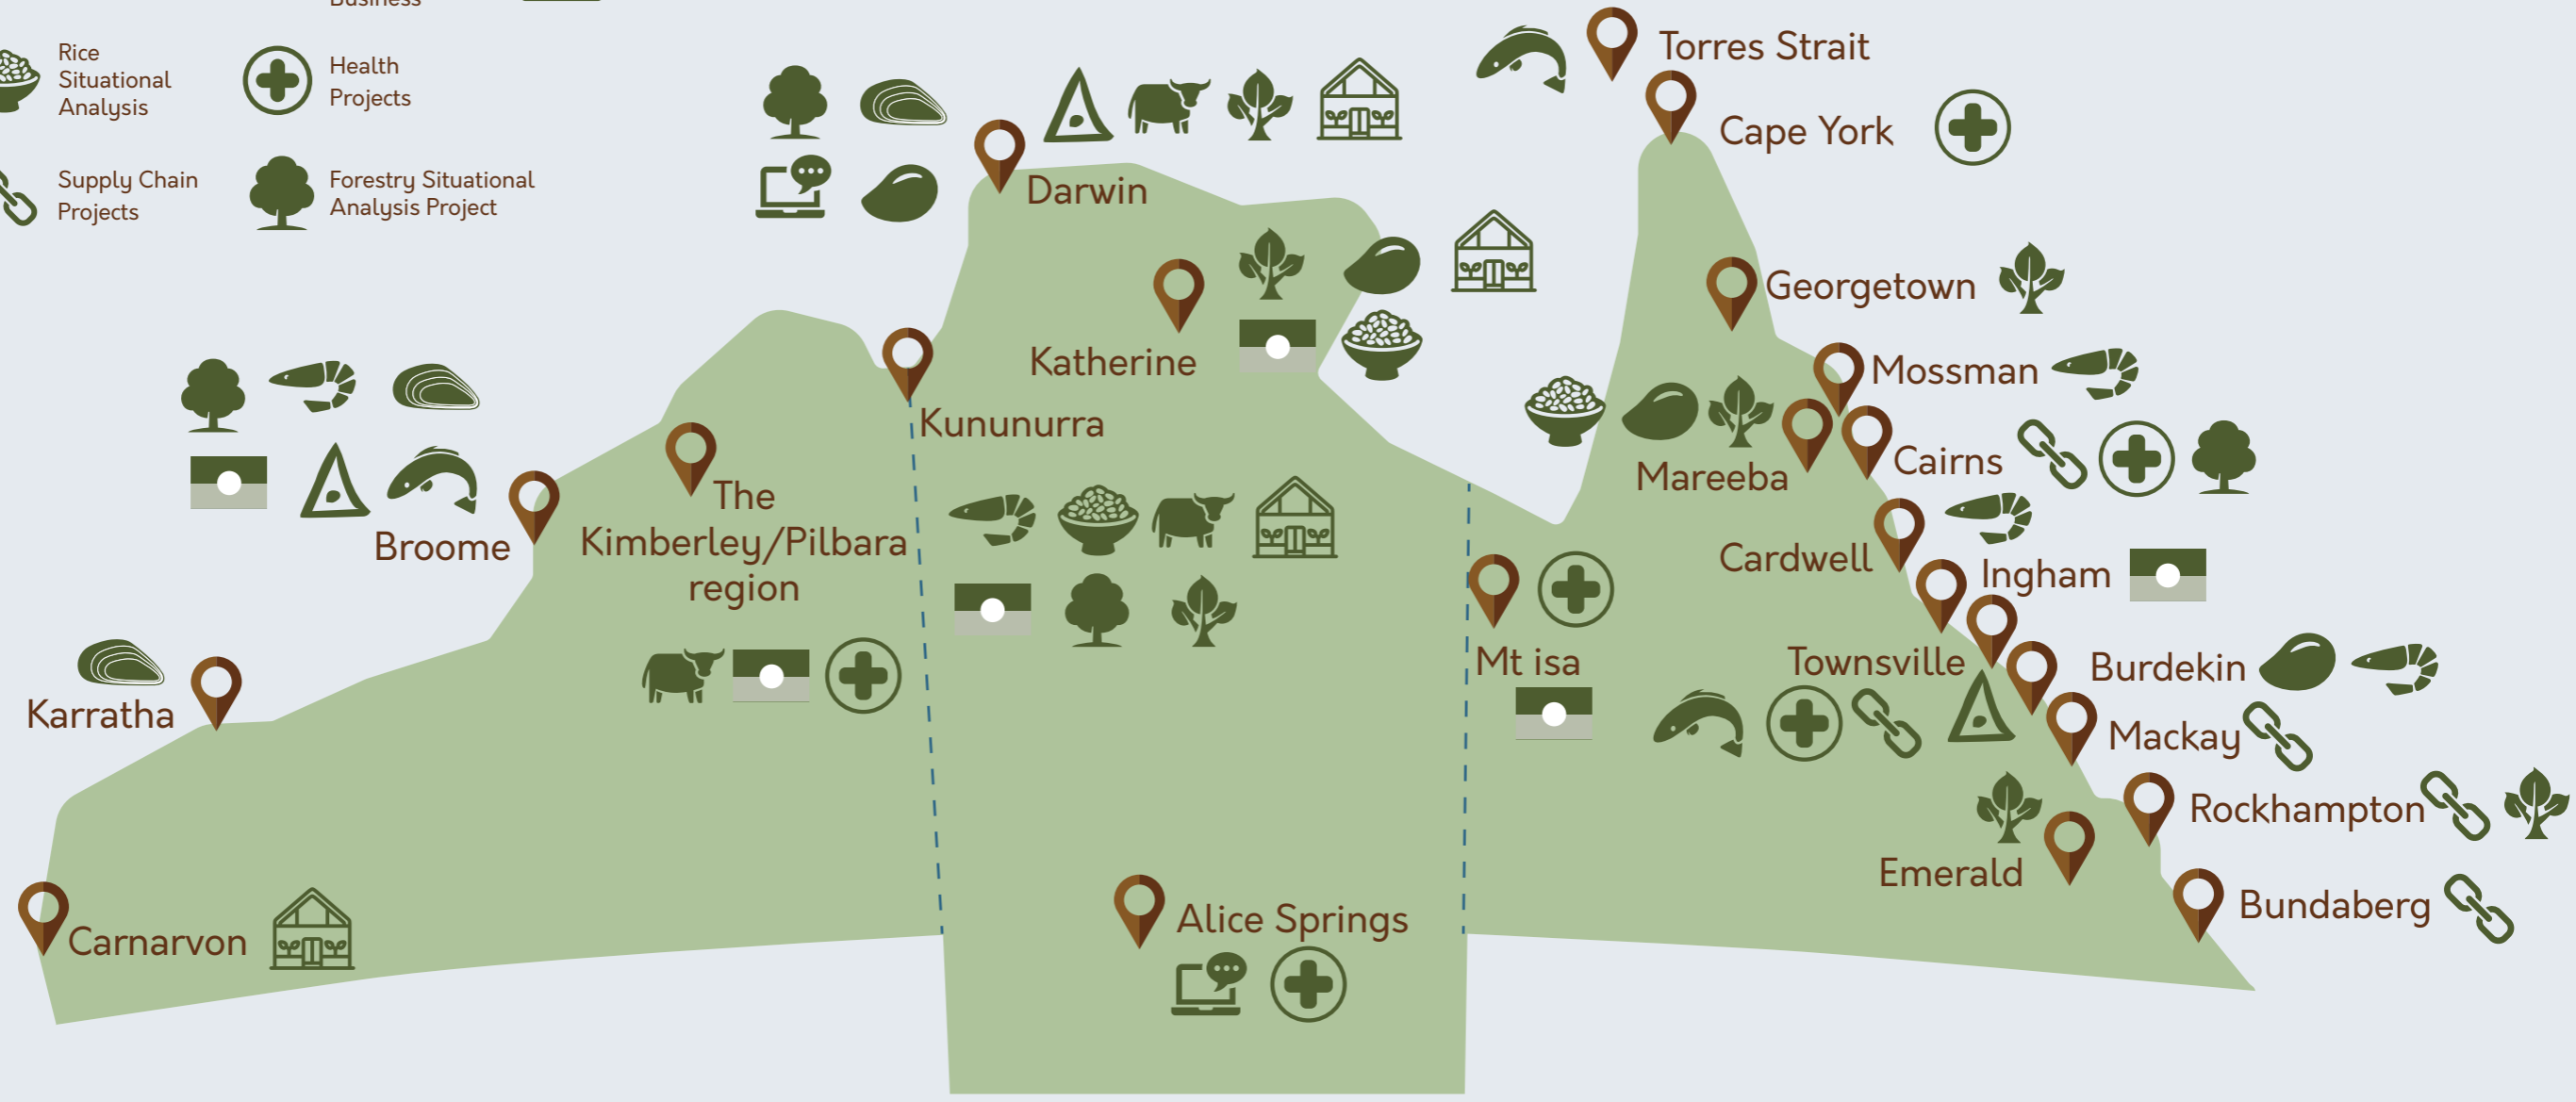 Business
Rice
Situational
Analysis
Health
Projects
Supply Chain
Projects
Forestry Situational
Analysis Project
Torres Strait
Cape York
Darwin
Georgetown
Katherine
Mossman
Kununurra
Mareeba
Cairns
The
Kimberley/Pilbara
region
Broome
Cardwell
Ingham
Mt isa
Townsville
Burdekin
Karratha
Mackay
Rockhampton
Emerald
Bundaberg
Alice Springs
Carnarvon